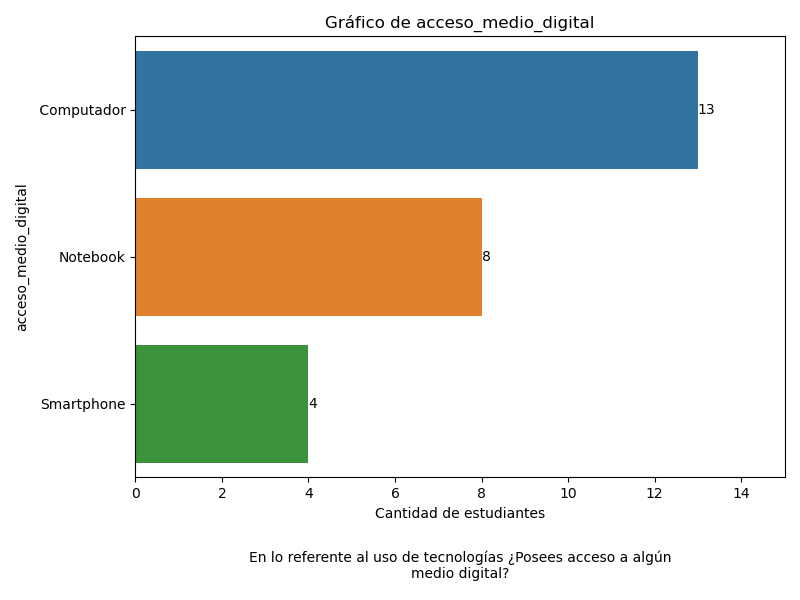 Gráfico de acceso_medio_digital
acceso_medio_digital
Computador
13
Notebook
8
Smartphone
4
0 2 4 6 8 10 12 14
Cantidad de estudiantes
En lo referente al uso de tecnologías ¿Posees acceso a algún
medio digital?